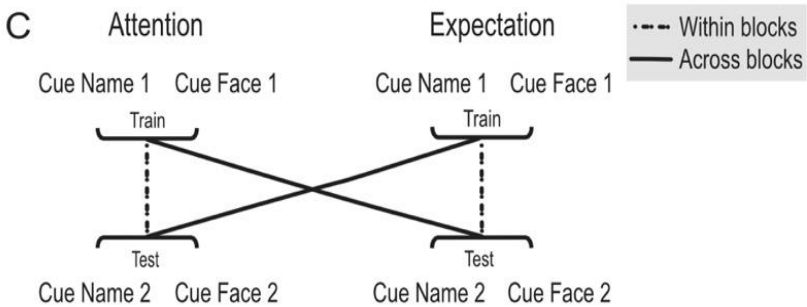 C
Attention Expectation
Within blocks
Across blocks
Cue Name 1 Cue Face 1 Cue Name 1 Cue Face 1
Train Train
Test Test
Cue Name 2 Cue Face 2 Cue Name 2 Cue Face 2